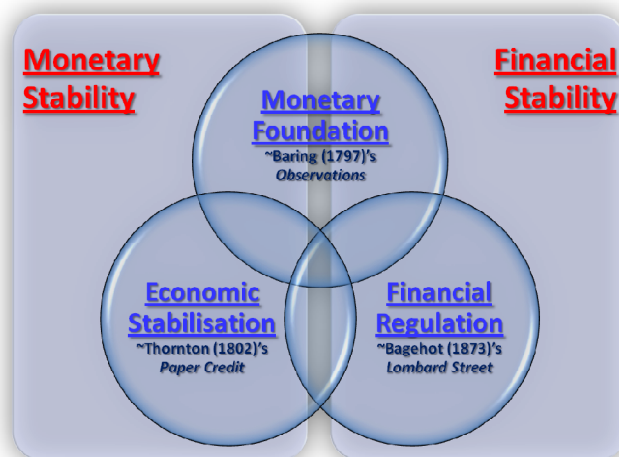 Monetary
Stability
Financial
Stability
Monetary
Foundation
~Baring (1797)'s
Observations
Economic
Stabilisation
~Thornton (1802)'s
Paper Credit
Financial
Regulation
~Bagehot (1873)'s
Lombard Street